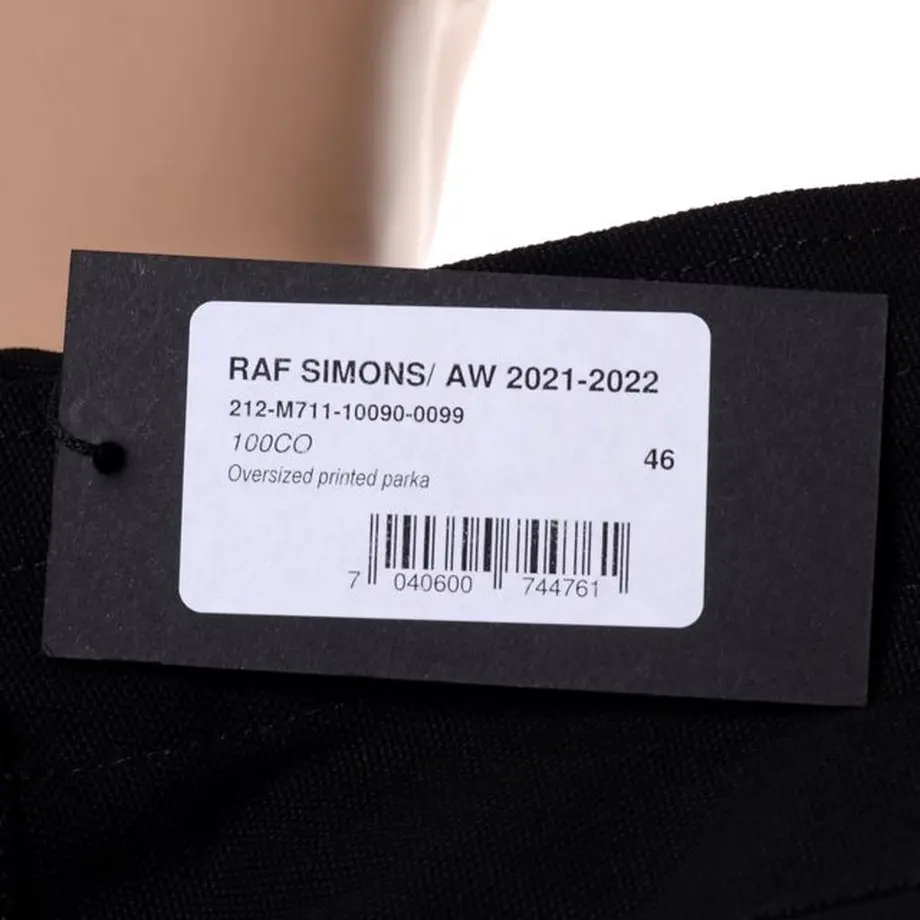 RAF SIMONS/ AW 2021-2022
212-M711-10090-0099
100CO
46
Oversized printed parka
7 040600 744761